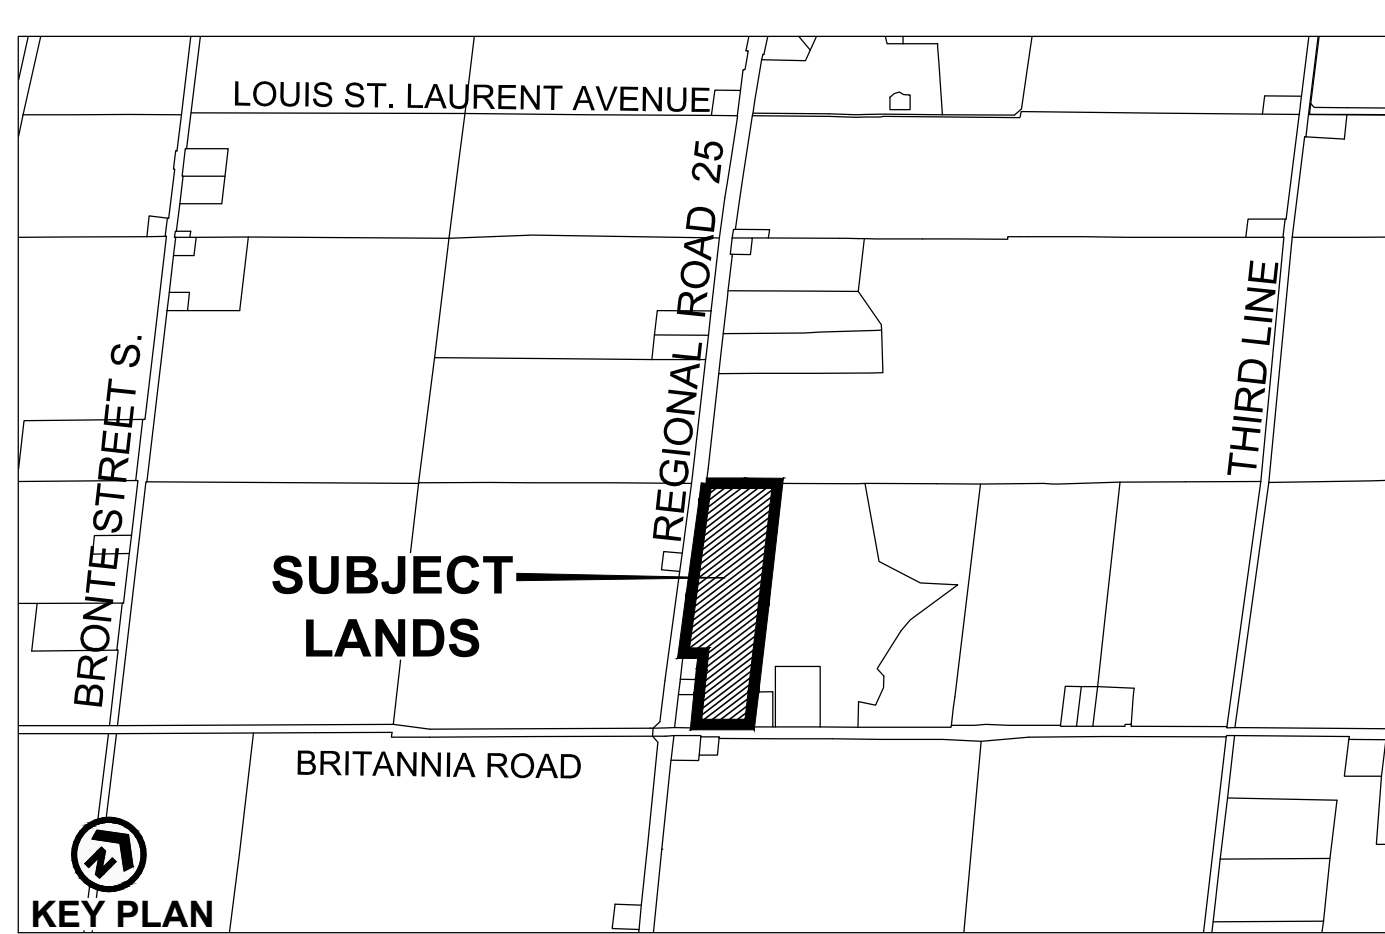 LOUIS ST. LAURENT AVENUE
REGIONAL ROAD 25
THIRD LINE
BRONTE STREET S.
SUBJECT
LANDS
BRITANNIA ROAD
N
KEY PLAN